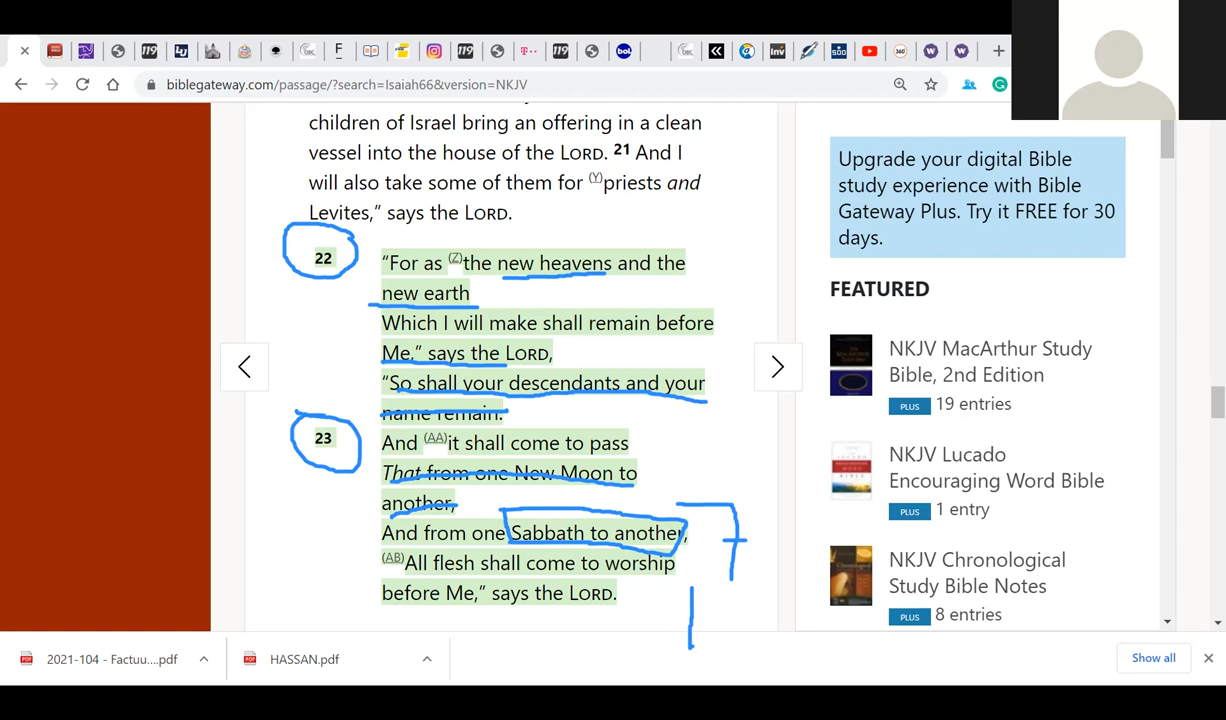 biblegateway.com/passage/?search=Isaiah66&version=NKJV
children of Israel bring an offering in a clean
vessel into the house of the LORD. 21 And I
will also take some of them for (Y)priests and
Levites,” says the LORD.
22 “For as (Z)the new heavens and the
new earth
Which I will make shall remain before
Me,” says the LORD,
“So shall your descendants and your
name remain.
23 And (AA)it shall come to pass
That from one New Moon to
another,
And from one Sabbath to another,
(AB)All flesh shall come to worship
before Me,” says the LORD.
7
1
Upgrade your digital Bible
study experience with Bible
Gateway Plus. Try it FREE for 30
days.
FEATURED
NKJV MacArthur Study
Bible, 2nd Edition
PLUS 19 entries
NKJV Lucado
Encouraging Word Bible
PLUS 1 entry
NKJV Chronological
Study Bible Notes
PLUS 8 entries
2021-104 - Factuu....pdf
HASSAN.pdf
Show all